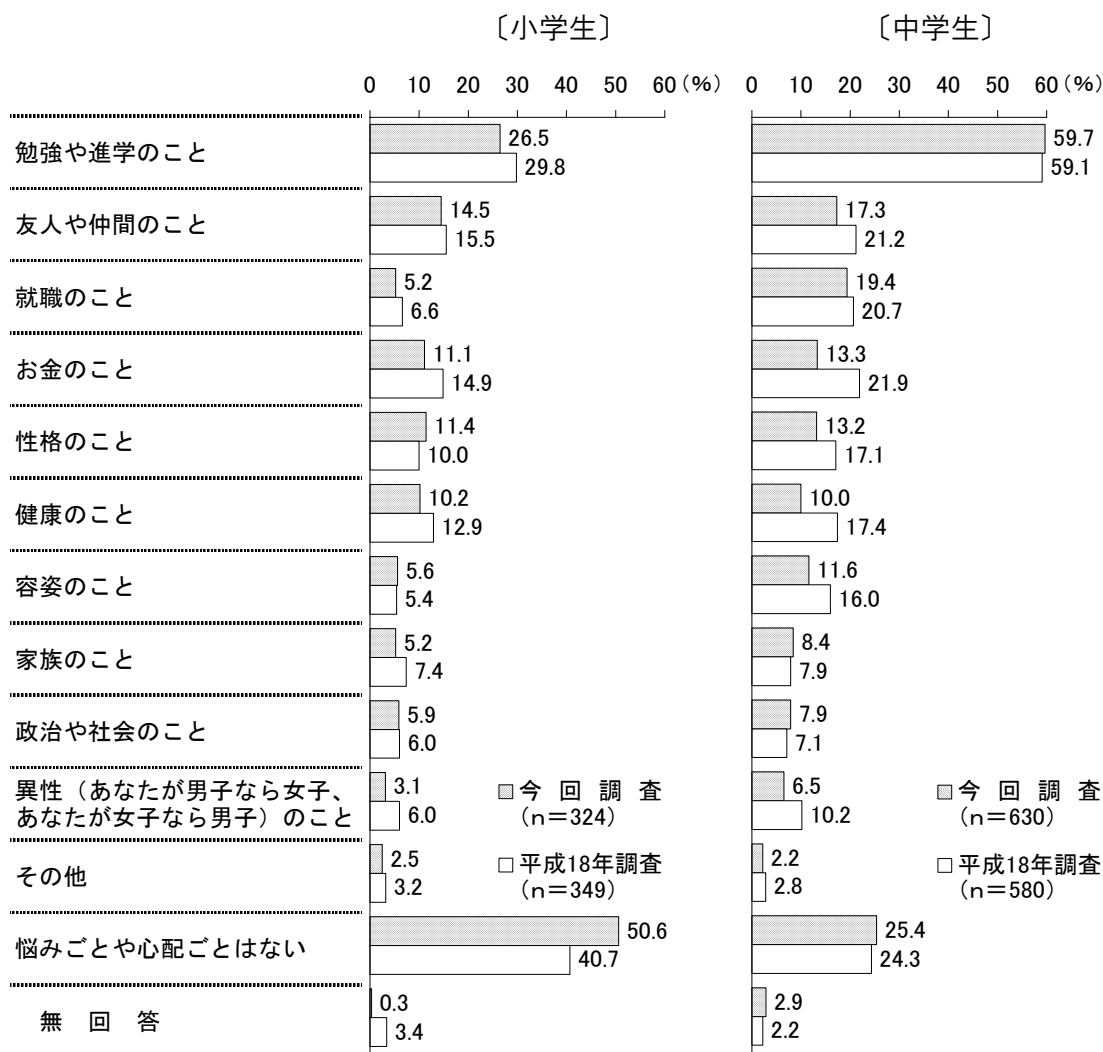 〔小学生〕 〔中学生〕
0 10 20 30 40 50 60(%) 0 10 20 30 40 50 60(%)
勉強や進学のこと 26.5 59.7
29.8 59.1
友人や仲間のこと 14.5 17.3
15.5 21.2
就職のこと 5.2 19.4
6.6 20.7
お金のこと 11.1 13.3
14.9 21.9
性格のこと 11.4 13.2
10.0 17.1
健康のこと 10.2 10.0
12.9 17.4
容姿のこと 5.6 11.6
5.4 16.0
家族のこと 5.2 8.4
7.4 7.9
政治や社会のこと 5.9 7.9
6.0 7.1
異性（あなたが男子なら女子、 3.1 今回調査 6.5 今回調査
あなたが女子なら男子）のこと 6.0 (n=324) 10.2 (n=630)
その他 2.5 平成18年調査 2.2 平成18年調査
3.2 (n=349) 2.8 (n=580)
悩みごとや心配ごとはない 50.6 25.4
40.7 24.3
無回答 0.3 2.9
3.4 2.2